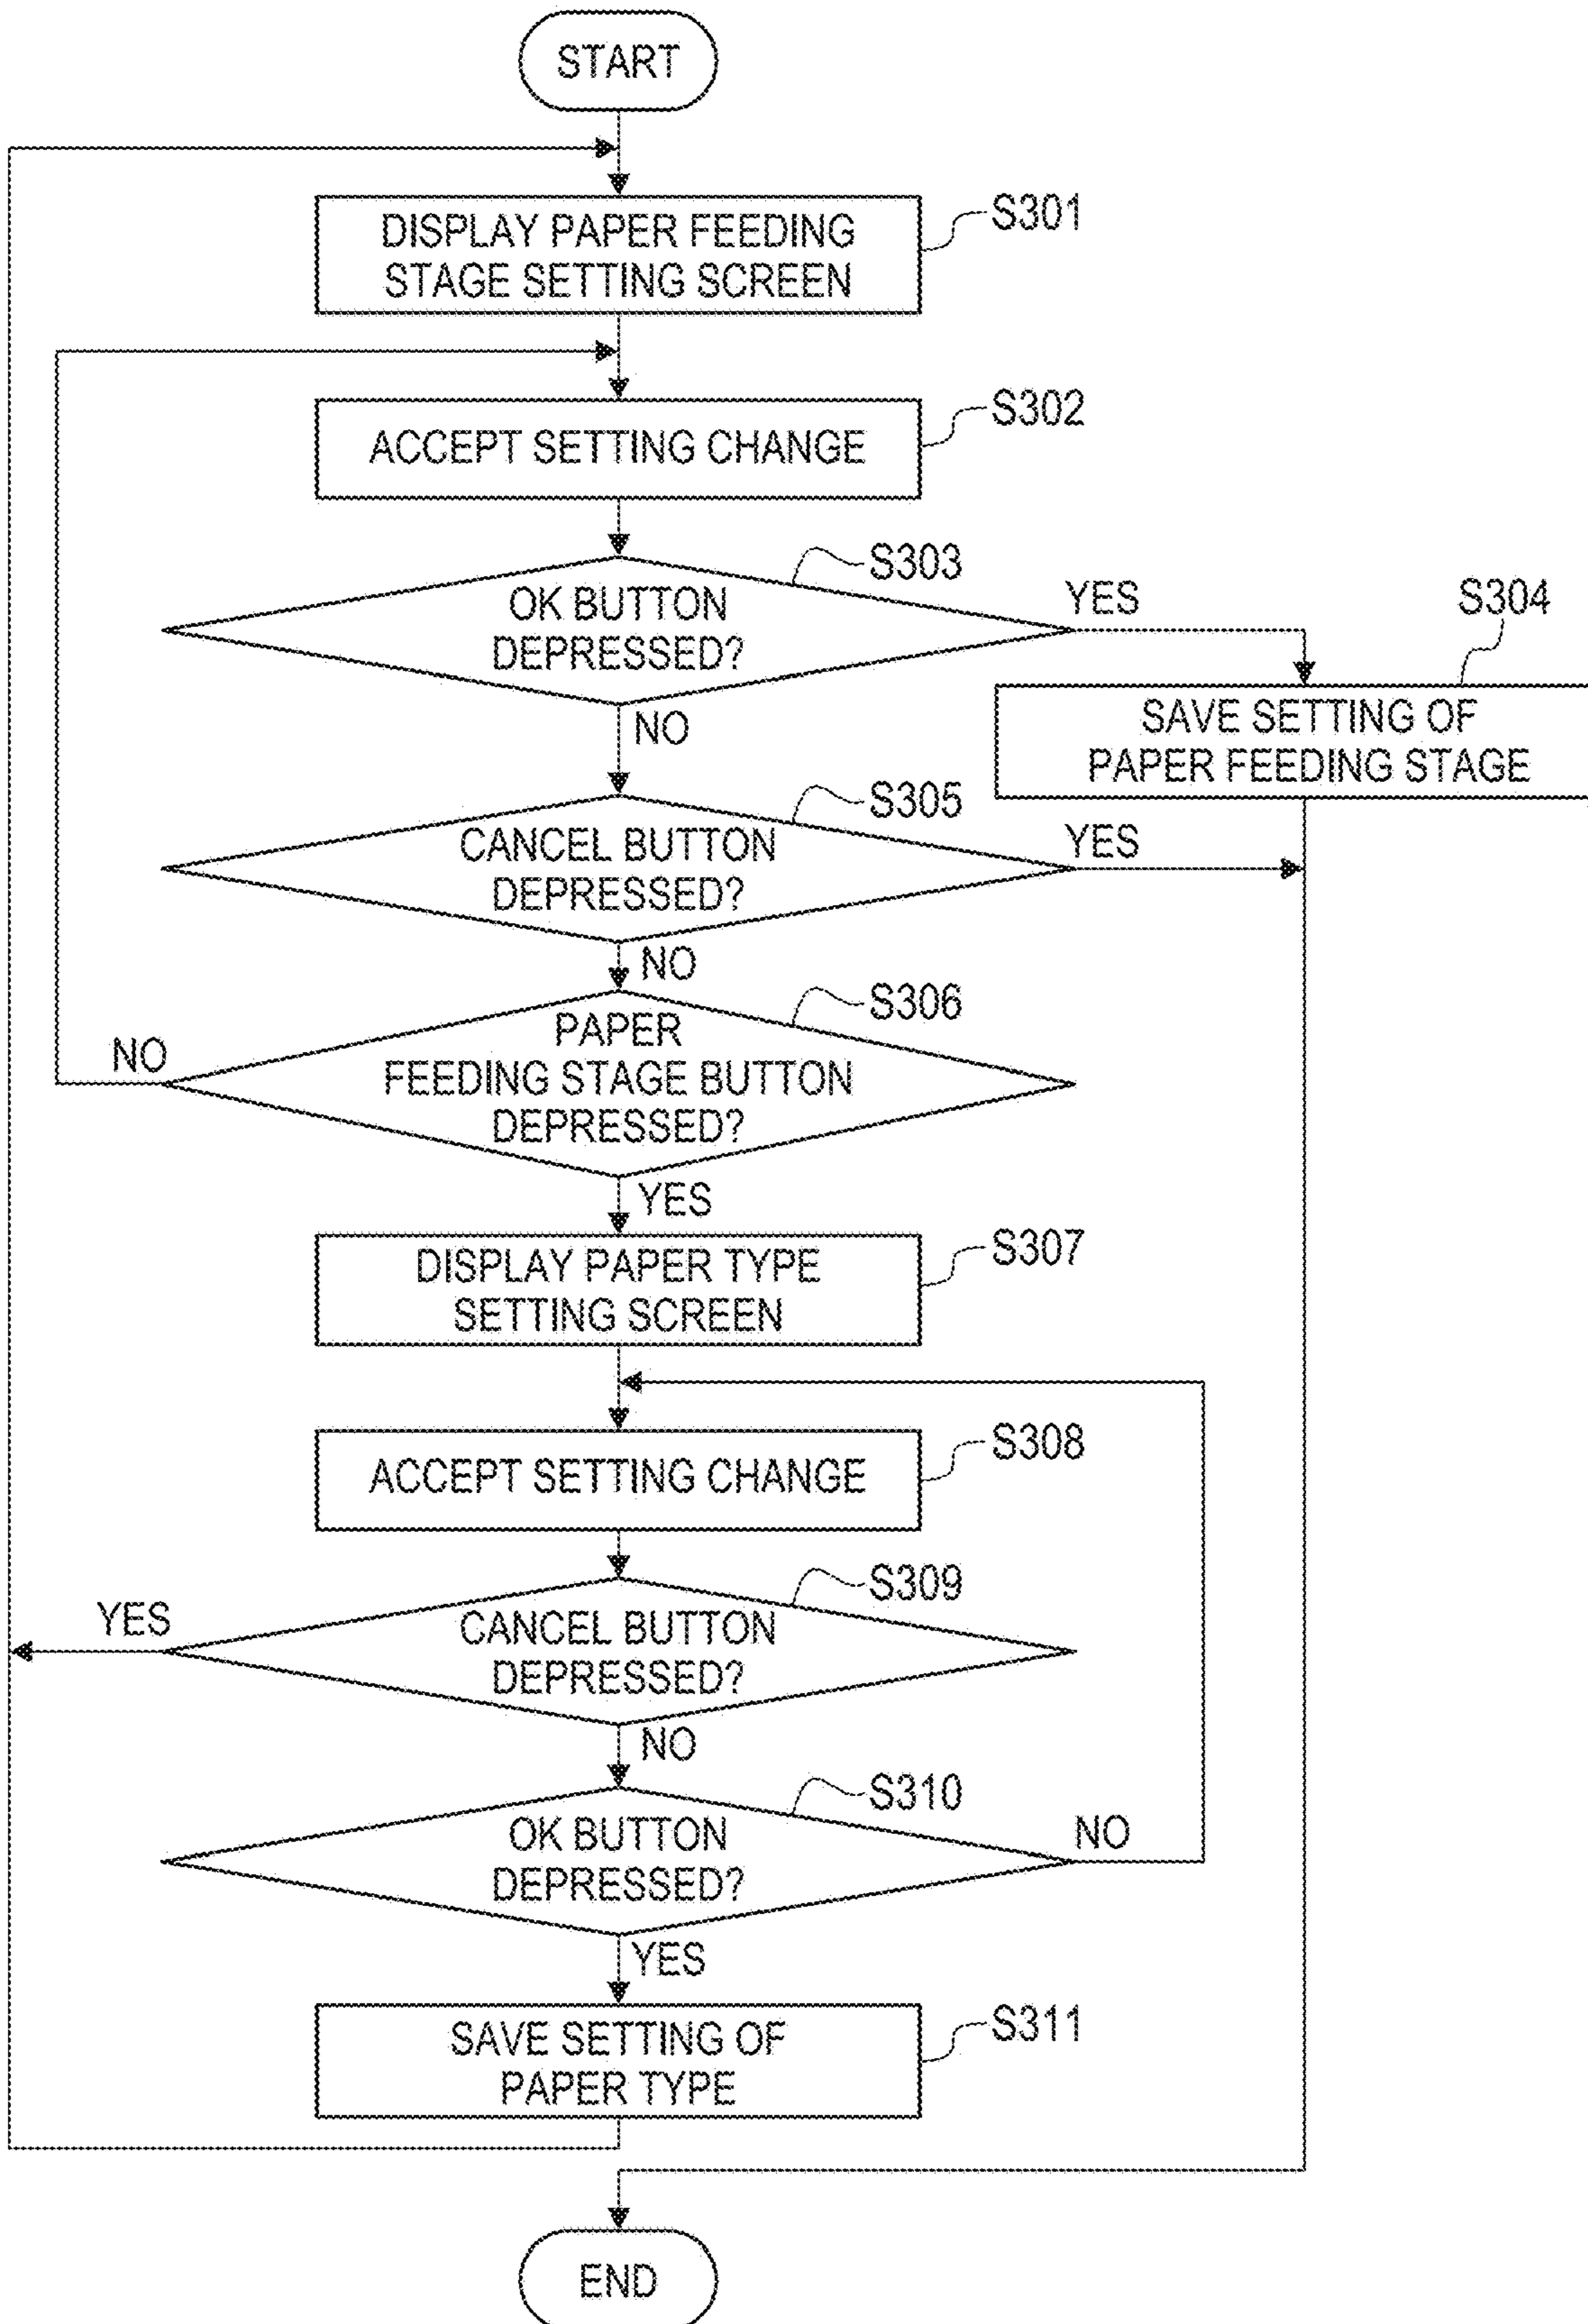 START
DISPLAY PAPER FEEDING
STAGE SETTING SCREEN
S301
ACCEPT SETTING CHANGE
S302
OK BUTTON
DEPRESSED?
S303
YES
NO
S304
SAVE SETTING OF
PAPER FEEDING STAGE
CANCEL BUTTON
DEPRESSED?
S305
YES
NO
PAPER
FEEDING STAGE BUTTON
DEPRESSED?
S306
NO
YES
DISPLAY PAPER TYPE
SETTING SCREEN
S307
ACCEPT SETTING CHANGE
S308
CANCEL BUTTON
DEPRESSED?
S309
YES
NO
OK BUTTON
DEPRESSED?
S310
NO
YES
SAVE SETTING OF
PAPER TYPE
S311
END